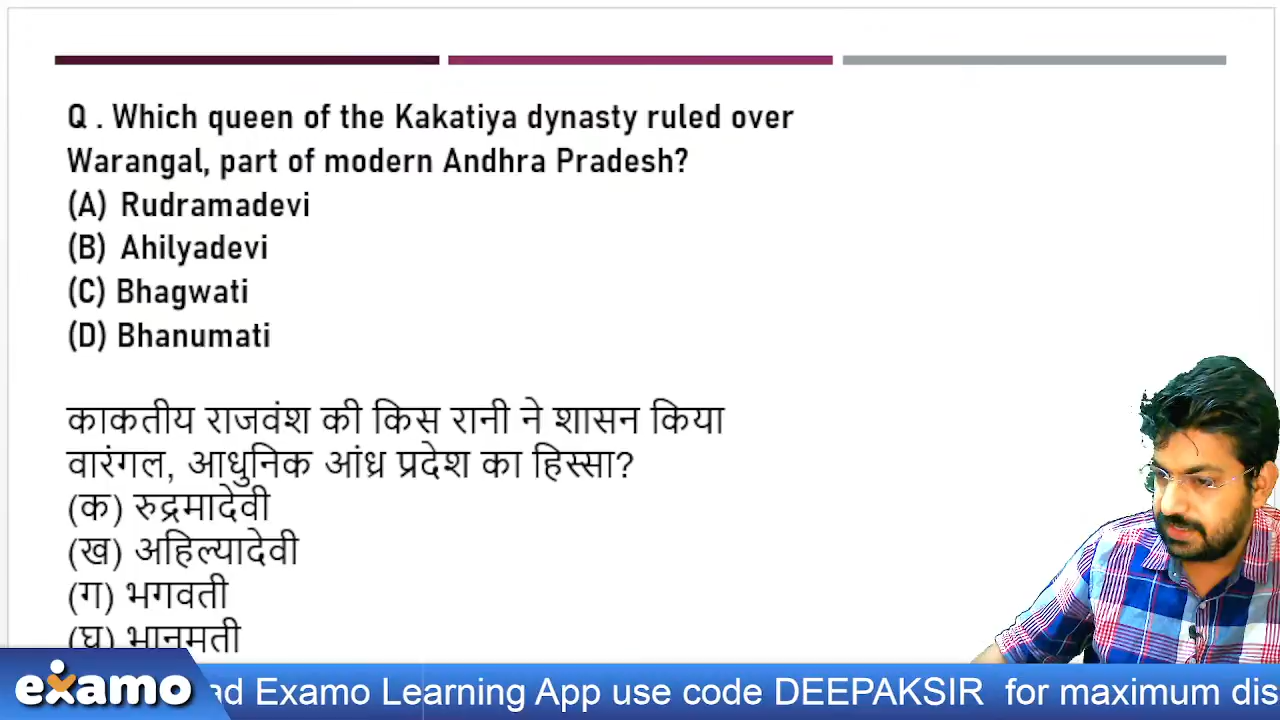 Q . Which queen of the Kakatiya dynasty ruled over
Warangal, part of modern Andhra Pradesh?
(A) Rudramadevi
(B) Ahilyadevi
(C) Bhagwati
(D) Bhanumati
काकतीय राजवंश की किस रानी ने शासन किया
वारंगल, आधुनिक आंध्र प्रदेश का हिस्सा?
(क) रुद्रमादेवी
(ख) अहिल्यादेवी
(ग) भगवती
(घ) भानुमती
examo
Examo Learning App use code DEEPAKSIR for maximum